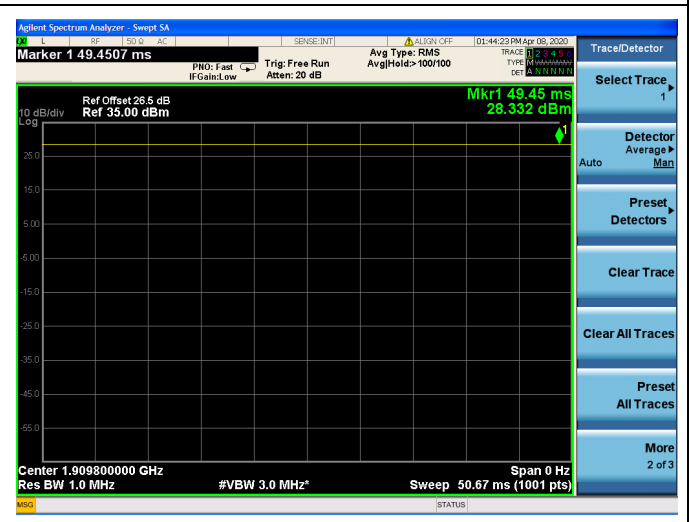 Agilent Spectrum Analyzer - Swept SA
L RF 50 Ω AC SENSE:INT ALIGN OFF 01:44:23 PM Apr 08, 2020
Marker 1 49.4507 ms
PNO: Fast
IFGain:Low
Trig: Free Run
Atten: 20 dB
Avg Type: RMS
Avg|Hold:> 100/100
TRACE 1 2 3 4 5 6
TYPE M
DET A N N N N N
Trace/Detector
Mkr1 49.45 ms
28.332 dBm
Ref Offset 26.5 dB
10 dB/div Ref 35.00 dBm
Log
1
25.0
15.0
5.00
-5.00
-15.0
-25.0
-35.0
-45.0
-55.0
Center 1.909800000 GHz Span 0 Hz
Res BW 1.0 MHz #VBW 3.0 MHz* Sweep 50.67 ms (1001 pts)
Select Trace
1
Detector
Average
Auto Man
Preset
Detectors
Clear Trace
Clear All Traces
Preset
All Traces
More
2 of 3
MSG STATUS